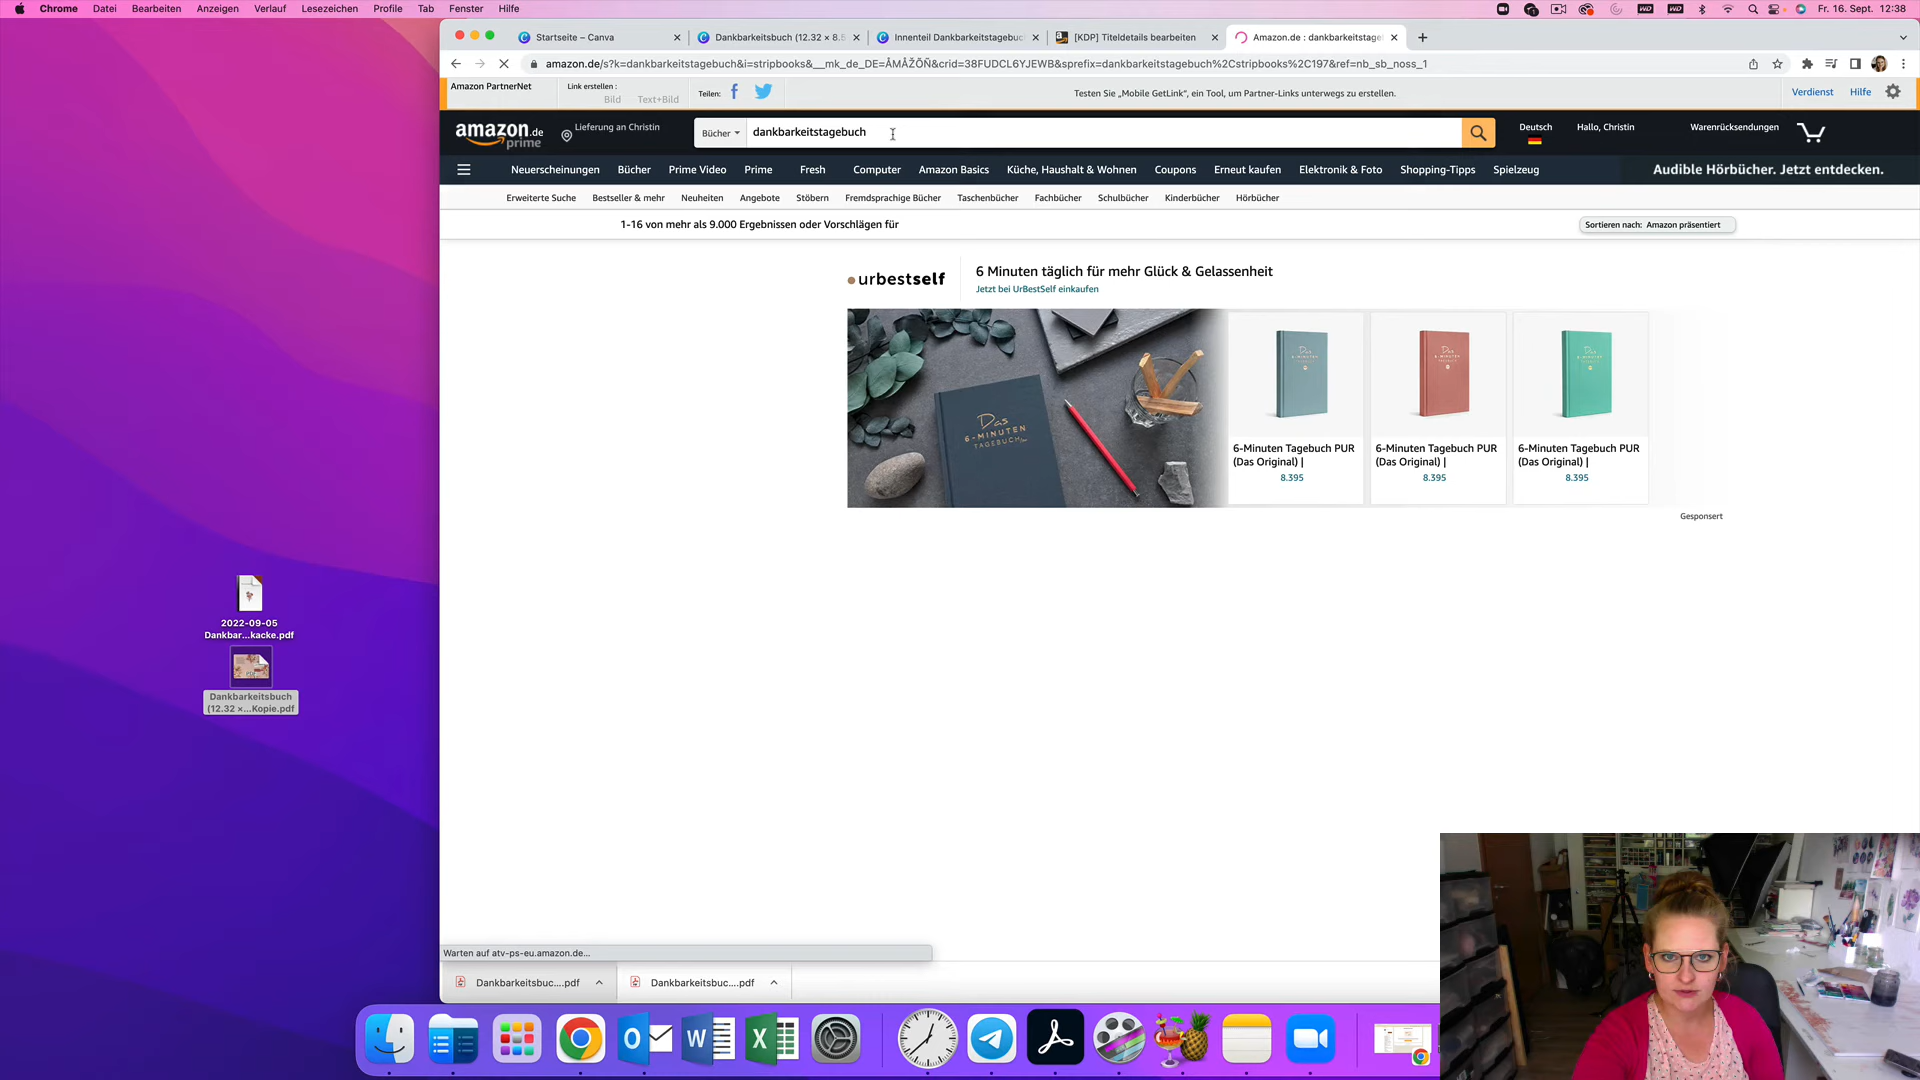 Chrome Datei Bearbeiten Anzeigen Verlauf Lesezeichen Profile Tab Fenster Hilfe
Fr. 16. Sept. 12:38
Startseite – Canva
Dankbarkeitsbuch (12.32 × 8.5
Innenteil Dankbarkeitstagebuc
[KDP] Titeldetails bearbeiten
Amazon.de : dankbarkeitstage
amazon.de/s?k=dankbarkeitstagebuch&i=stripbooks&__mk_de_DE=ÅMÅŽÕÑ&crid=38FUDCL6YJEWB&sprefix=dankbarkeitstagebuch%2Cstripbooks%2C197&ref=nb_sb_noss_1
Amazon PartnerNet
Link erstellen :
Bild Text+Bild
Teilen:
Testen Sie „Mobile GetLink“, ein Tool, um Partner-Links unterwegs zu erstellen.
Verdienst Hilfe
amazon.de
prime
Lieferung an Christin
Bücher
dankbarkeitstagebuch
Deutsch
Hallo, Christin
Warenrücksendungen
Neuerscheinungen Bücher Prime Video Prime Fresh Computer Amazon Basics Küche, Haushalt & Wohnen Coupons Erneut kaufen Elektronik & Foto Shopping-Tipps Spielzeug
Audible Hörbücher. Jetzt entdecken.
Erweiterte Suche Bestseller & mehr Neuheiten Angebote Stöbern Fremdsprachige Bücher Taschenbücher Fachbücher Schulbücher Kinderbücher Hörbücher
1-16 von mehr als 9.000 Ergebnissen oder Vorschlägen für
Sortieren nach: Amazon präsentiert
urbestself
6 Minuten täglich für mehr Glück & Gelassenheit
Jetzt bei UrBestSelf einkaufen
Das
6-MINUTEN
TAGEBUCH
6-Minuten Tagebuch PUR (Das Original) |
8.395
6-Minuten Tagebuch PUR (Das Original) |
8.395
6-Minuten Tagebuch PUR (Das Original) |
8.395
Gesponsert
2022-09-05
Dankbar...kacke.pdf
Dankbarkeitsbuch
(12.32 ×...Kopie.pdf
Warten auf atv-ps-eu.amazon.de...
Dankbarkeitsbuc....pdf
Dankbarkeitsbuc....pdf